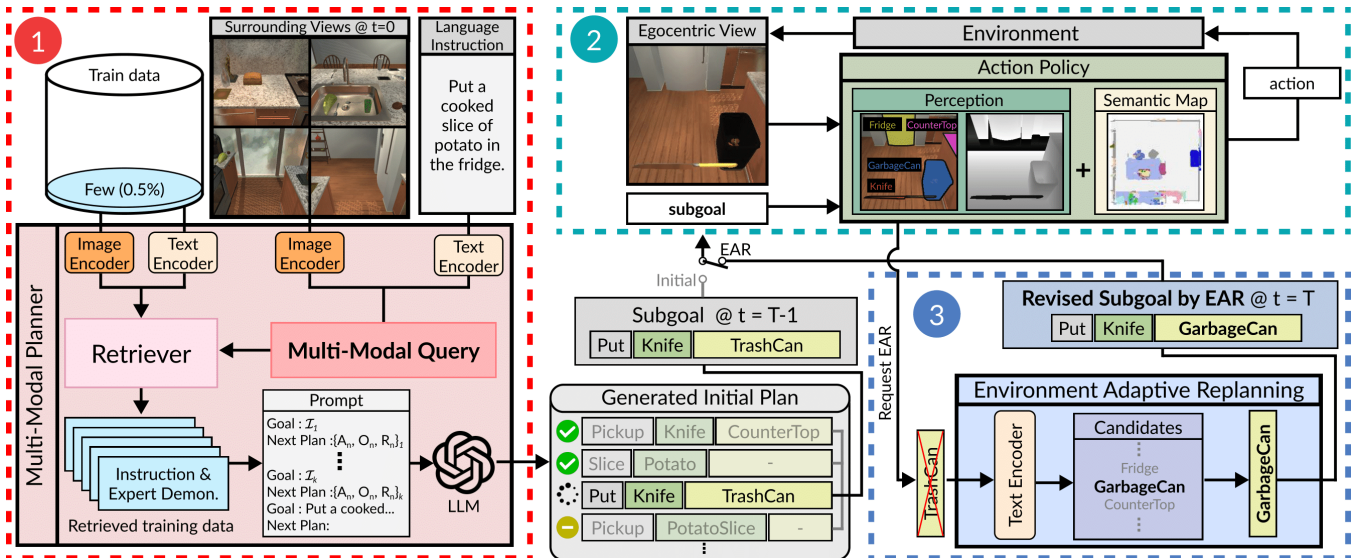 1
Train data
Few (0.5%)
Surrounding Views @ t=0
Language
Instruction
Put a
cooked
slice of
potato in
the fridge.
Image
Encoder
Text
Encoder
Image
Encoder
Text
Encoder
Multi-Modal Planner
Retriever
Multi-Modal Query
Instruction &
Expert Demon.
Retrieved training data
Prompt
Goal : I₁
Next Plan :{Aₙ, Oₙ, Rₙ}₁
Goal : Iₖ
Next Plan :{Aₙ, Oₙ, Rₙ}ₖ
Goal : Put a cooked...
Next Plan:
LLM
2
Egocentric View
Environment
Action Policy
Perception
Fridge
CounterTop
GarbageCan
Knife
+
Semantic Map
action
subgoal
EAR
Initial
Subgoal @ t = T-1
Put Knife TrashCan
Generated Initial Plan
Pickup Knife CounterTop
Slice Potato -
Put Knife TrashCan
Pickup PotatoSlice -
Request EAR
3
Revised Subgoal by EAR @ t = T
Put Knife GarbageCan
Environment Adaptive Replanning
TrashCan
Text Encoder
Candidates
Fridge
GarbageCan
CounterTop
GarbageCan